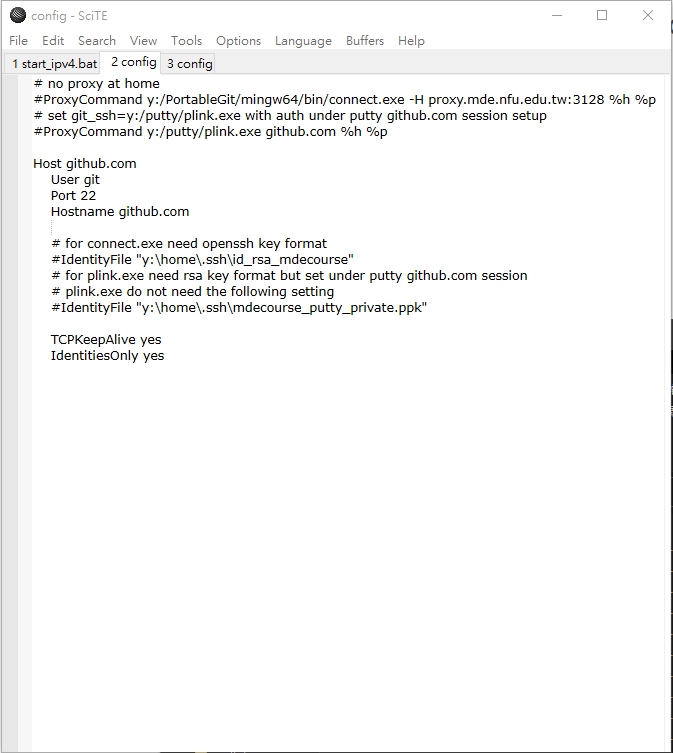 config - SciTE
File Edit Search View Tools Options Language Buffers Help
1 start_ipv4.bat 2 config 3 config
# no proxy at home
#ProxyCommand y:/PortableGit/mingw64/bin/connect.exe -H proxy.mde.nfu.edu.tw:3128 %h %p
# set git_ssh=y:/putty/plink.exe with auth under putty github.com session setup
#ProxyCommand y:/putty/plink.exe github.com %h %p
Host github.com
User git
Port 22
Hostname github.com
# for connect.exe need openssh key format
#IdentityFile "y:\home\.ssh\id_rsa_mdecourse"
# for plink.exe need rsa key format but set under putty github.com session
# plink.exe do not need the following setting
#IdentityFile "y:\home\.ssh\mdecourse_putty_private.ppk"
TCPKeepAlive yes
IdentitiesOnly yes